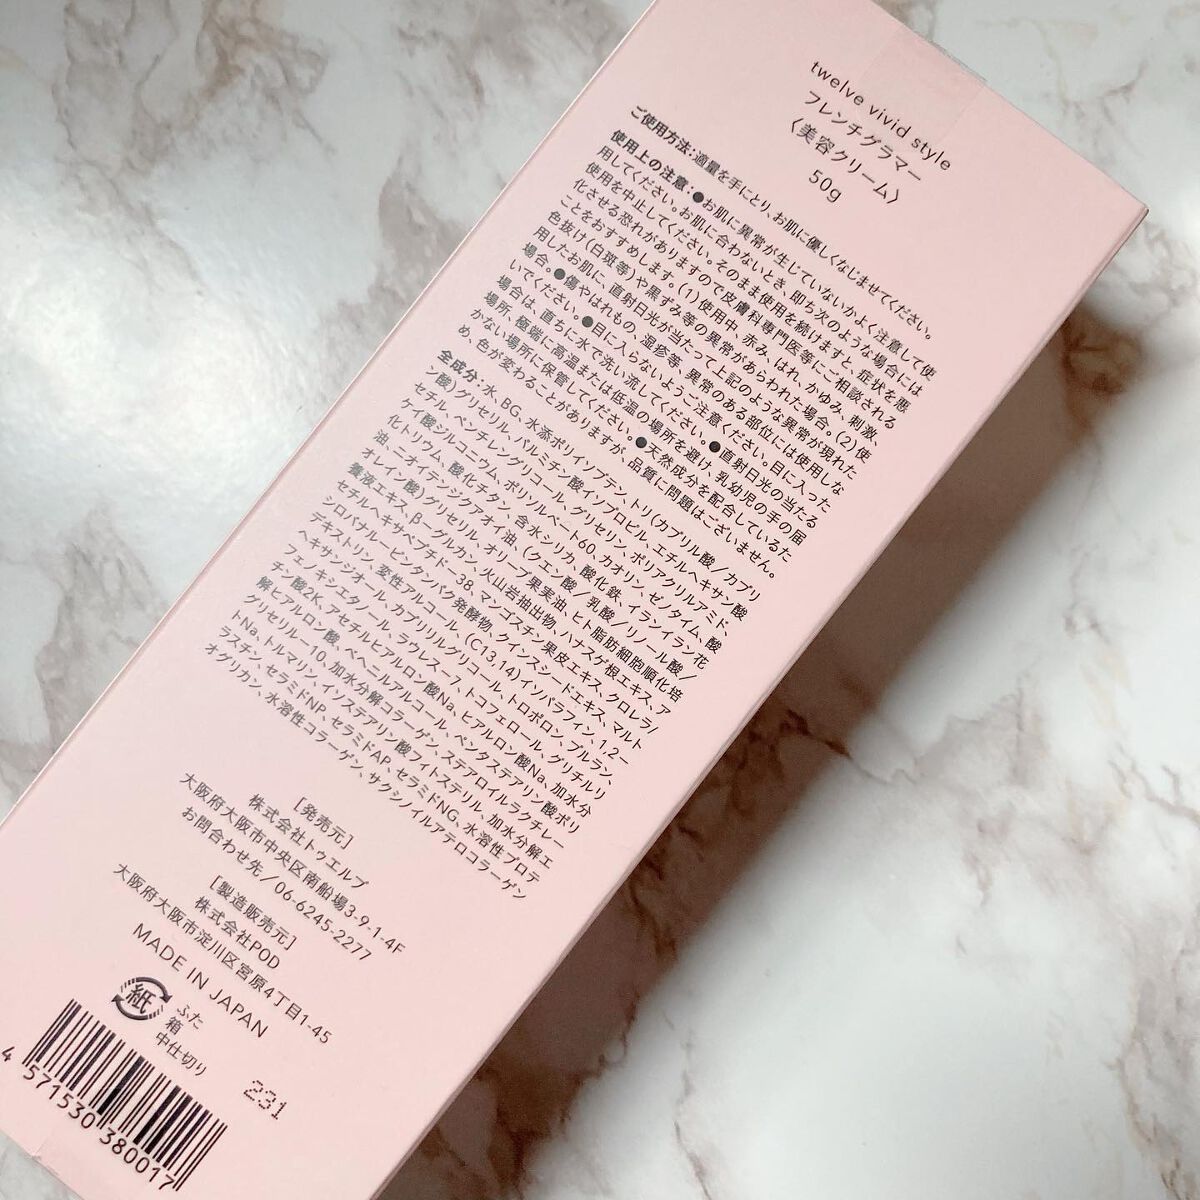 twelve vivid style
フレンチグラマー
〈美容クリーム〉
50g
ご使用方法：適量を手にとり、お肌に優しくなじませてください。
使用上の注意：●お肌に異常が生じていないかよく注意して使
用してください。お肌に合わないとき、即ち次のような場合には
使用を中止してください。そのまま使用を続けますと、症状を悪
化させる恐れがありますので皮膚科専門医等にご相談される
ことをおすすめします。(1)使用中、赤み、はれ、かゆみ、刺激、
色抜け(白斑等)や黒ずみ等の異常があらわれた場合。(2)使
用したお肌に、直射日光が当たって上記のような異常が現れた
場合。●傷やはれもの、湿疹等、異常のある部位には使用しな
いでください。●目に入らないようご注意ください。目に入った
場合は、直ちに水で洗い流してください。●直射日光の当たる
場所、極端に高温または低温の場所を避け、乳幼児の手の届
かない場所に保管してください。●天然成分を配合しているた
め、色が変わることがありますが、品質に問題はございません。
全成分：水、BG、水添ポリイソブテン、トリ(カプリル酸／カプリ
ン酸)グリセリル、パルミチン酸イソプロピル、エチルヘキサン酸
セチル、ペンチレングリコール、グリセリン、ポリアクリルアミド、
ケイ酸ジルコニウム、ポリソルベート60、カオリン、ゼノタイム、酸
化トリウム、酸化チタン、含水シリカ、酸化鉄、イランイラン花
油、ニオイテンジクアオイ油、(クエン酸／乳酸／リノール酸／
オレイン酸)グリセリル、オリーブ果実油、ヒト脂肪細胞順化培
養液エキス、β－グルカン、火山岩抽出物、ハナスゲ根エキス、ア
セチルヘキサペプチド－38、マンゴスチン果皮エキス、クロレラ/
シロバナルーピンタンパク発酵物、クインスシードエキス、マルト
デキストリン、変性アルコール、(C13,14)イソパラフィン、1,2－
ヘキサンジオール、カプリリルグリコール、トロポロン、プルラン、
フェノキシエタノール、ラウレス－7、トコフェロール、グリチルリ
チン酸2K、アセチルヒアルロン酸Na、ヒアルロン酸Na、加水分
解ヒアルロン酸、ベヘニルアルコール、ペンタステアリン酸ポリ
グリセリル－10、加水分解コラーゲン、ステアロイルラクチレー
トNa、トルマリン、イソステアリン酸フィトステリル、加水分解エ
ラスチン、セラミドNP、セラミドAP、セラミドNG、水溶性プロテ
オグリカン、水溶性コラーゲン、サクシノイルアテロコラーゲン
[発売元]
株式会社トゥエルブ
大阪府大阪市中央区南船場3-9-1-4F
お問合わせ先／06-6245-2277
[製造販売元]
株式会社POD
大阪府大阪市淀川区宮原4丁目1-45
MADE IN JAPAN
紙
ふた
箱
中仕切り
231
4 571530 380017